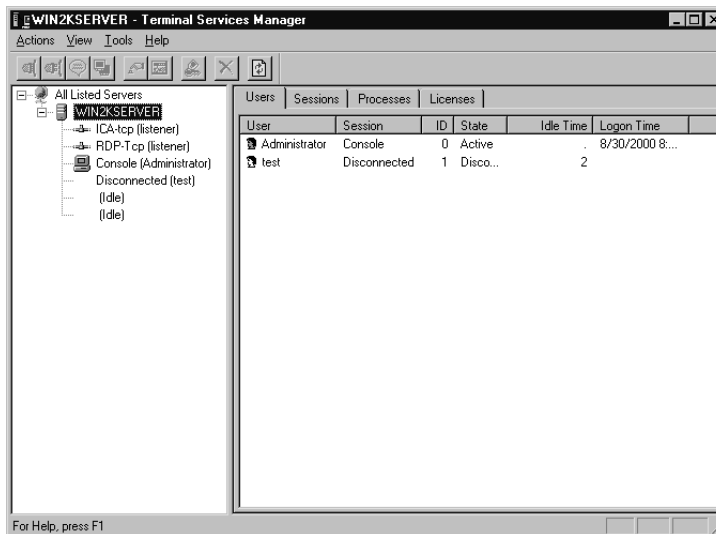 WIN2KSERVER - Terminal Services Manager
Actions View Tools Help
All Listed Servers
WIN2KSERVER
ICA-tcp (listener)
RDP-Tcp (listener)
Console (Administrator)
Disconnected (test)
(Idle)
(Idle)
Users Sessions Processes Licenses
User Session ID State Idle Time Logon Time
Administrator Console 0 Active . 8/30/2000 8:...
test Disconnected 1 Disco... 2
For Help, press F1